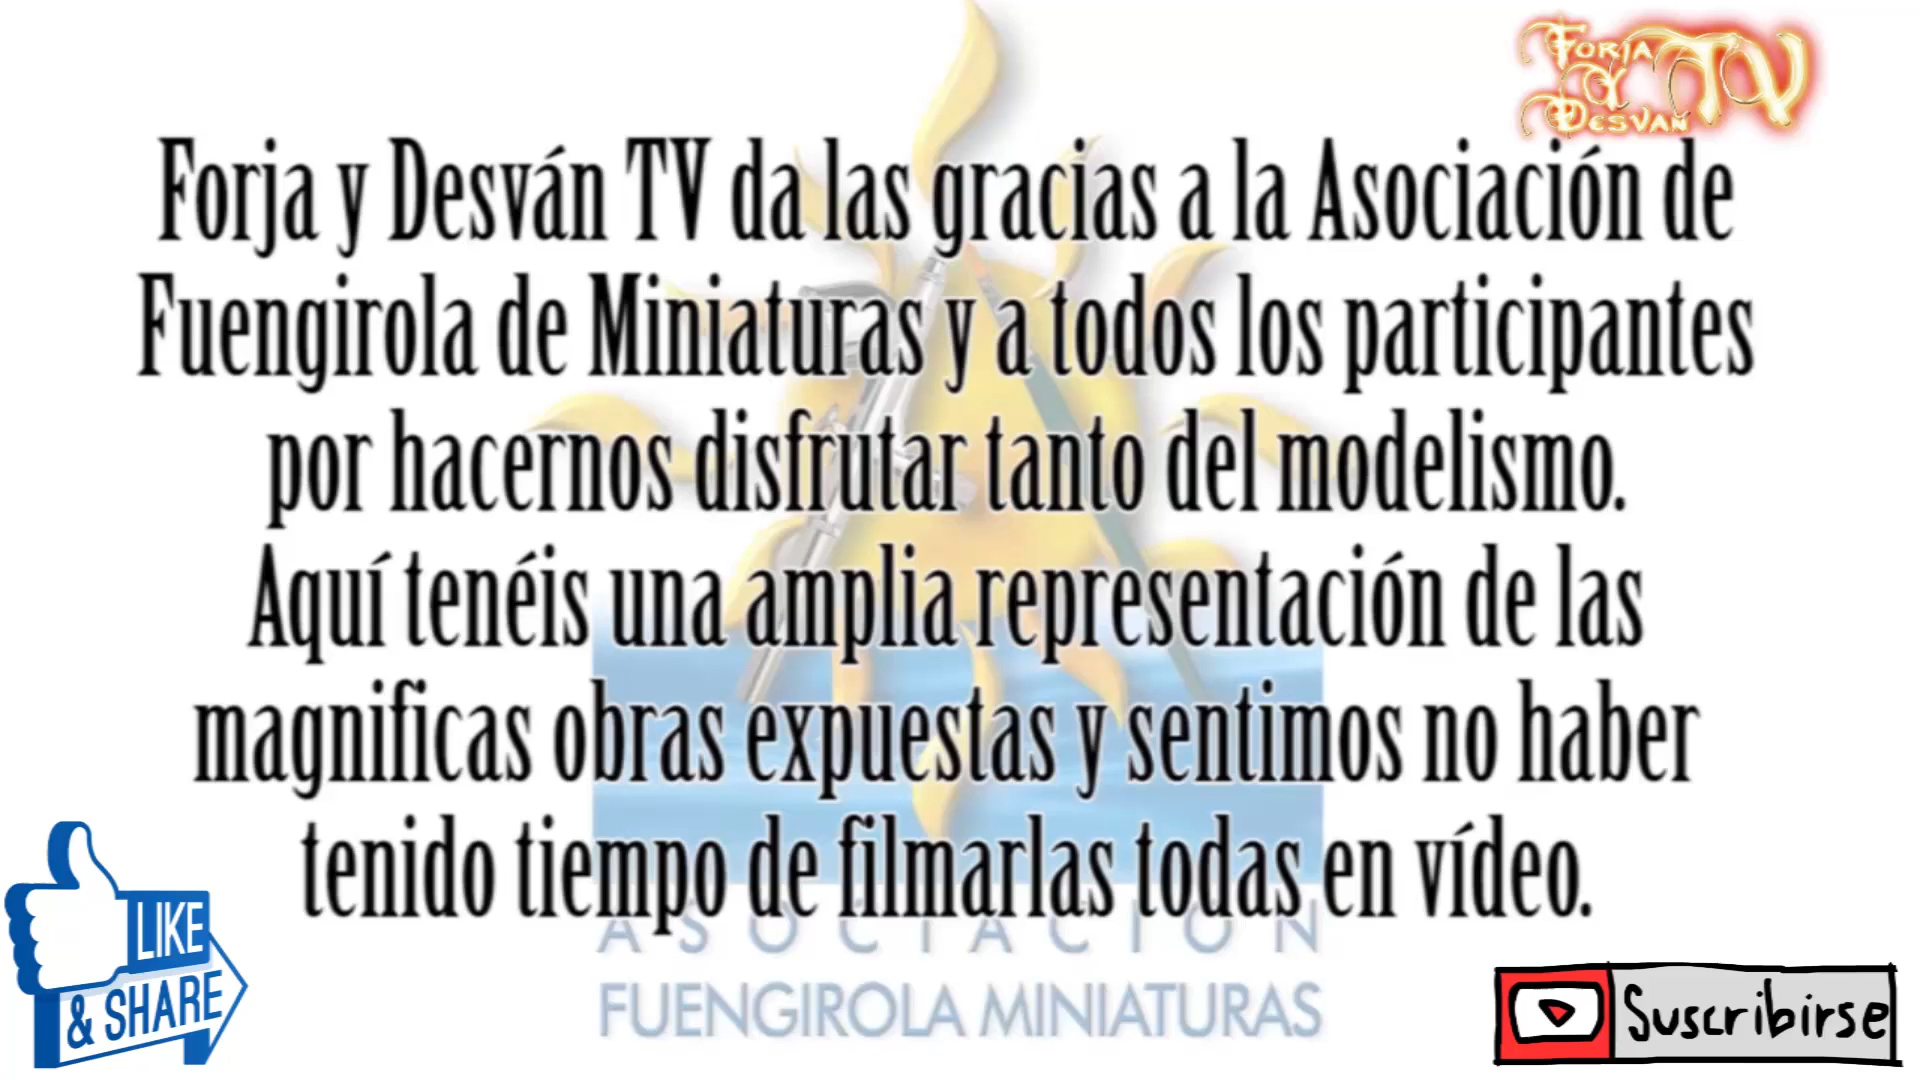 Forja
y
Desvan TV
Forja y Desván TV da las gracias a la Asociación de
Fuengirola de Miniaturas y a todos los participantes
por hacernos disfrutar tanto del modelismo.
Aquí tenéis una amplia representación de las
magnificas obras expuestas y sentimos no haber
tenido tiempo de filmarlas todas en vídeo.
ASOCIACIÓN
FUENGIROLA MINIATURAS
LIKE
& SHARE
Suscribirse